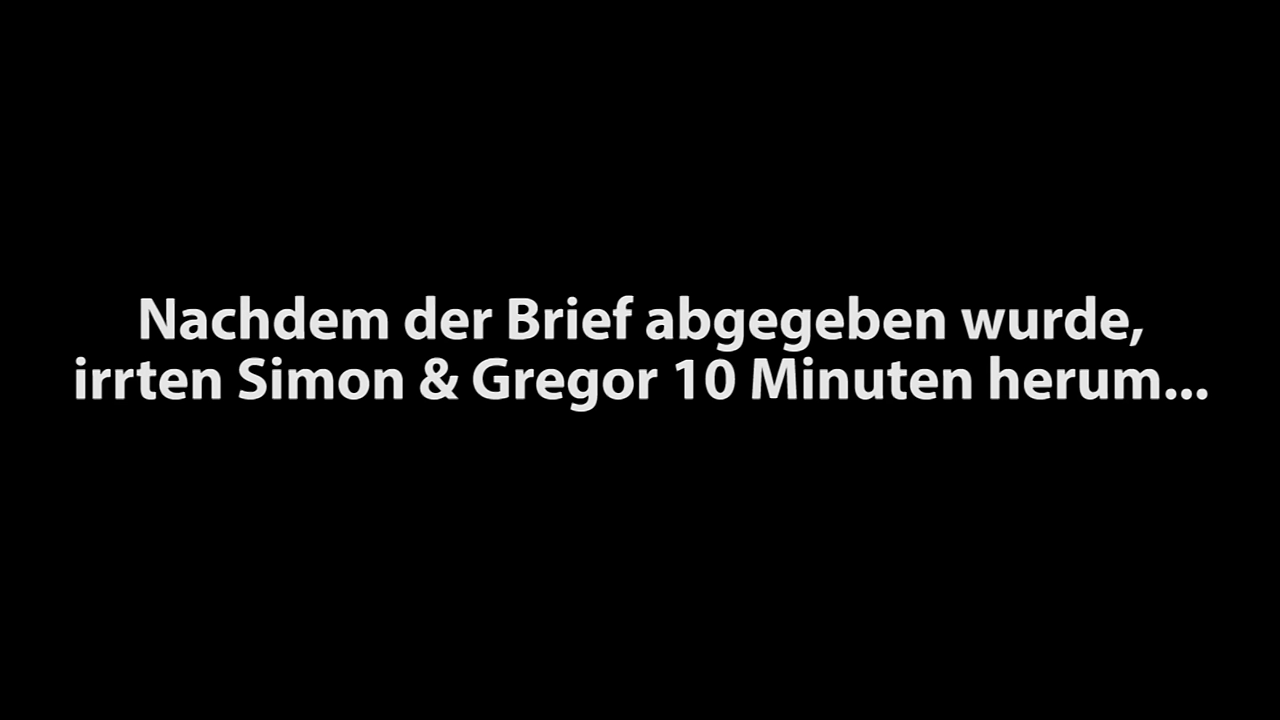 Nachdem der Brief abgegeben wurde,
irrten Simon & Gregor 10 Minuten herum...